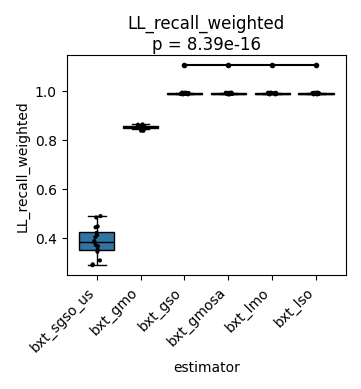 LL_recall_weighted
p = 8.39e-16
LL_recall_weighted
1.0
0.8
0.6
0.4
bxt_sgso_us
bxt_gmo
bxt_gso
bxt_gmosa
bxt_lmo
bxt_lso
estimator